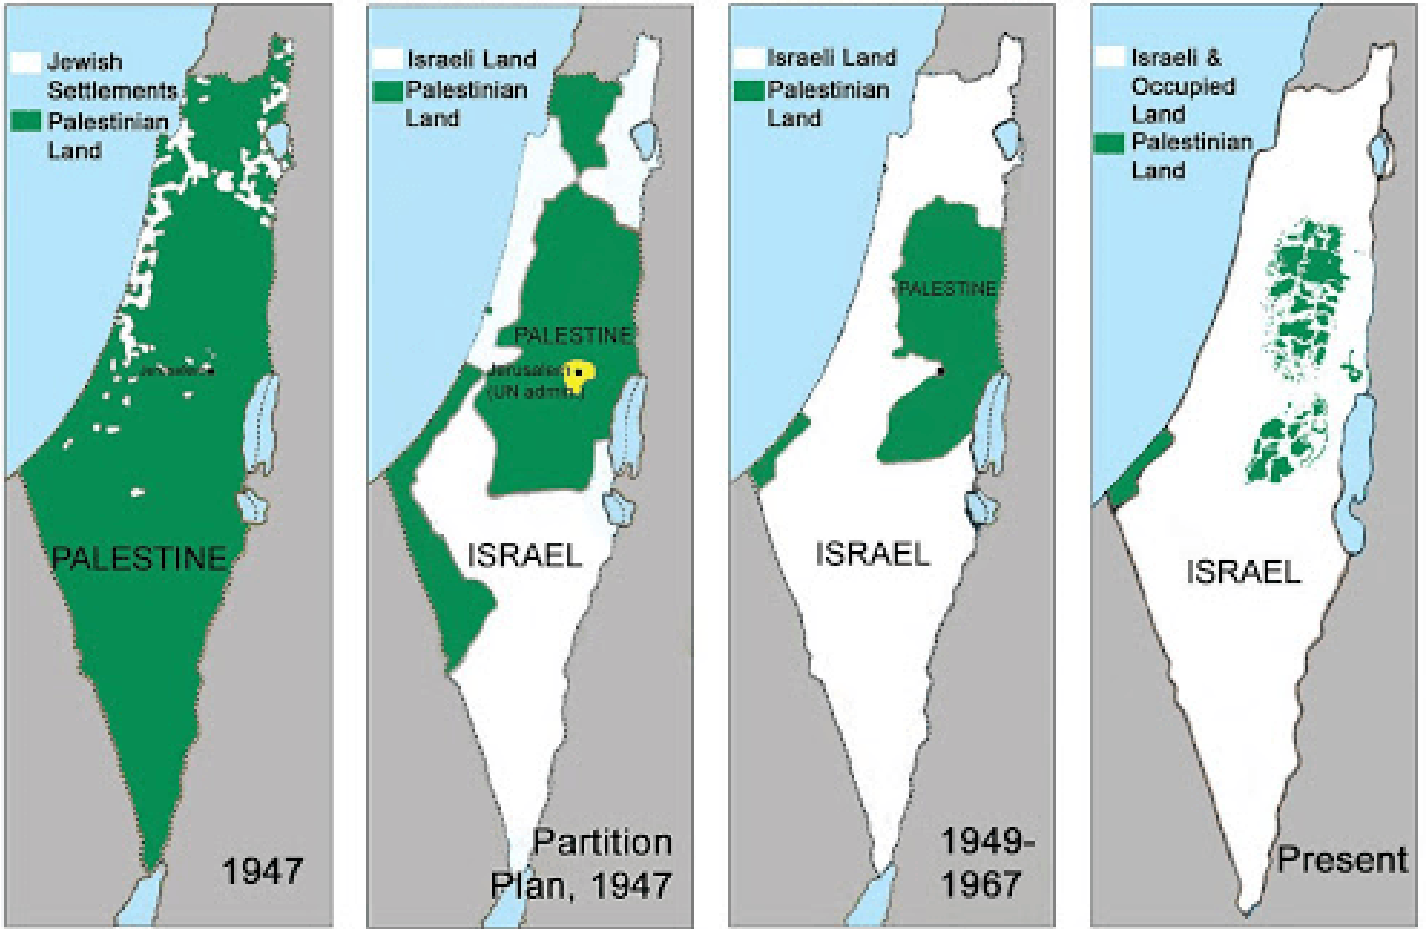 Jewish
Settlements
Palestinian
Land
Jerusalem
PALESTINE
1947
Israeli Land
Palestinian
Land
PALESTINE
Jerusalem
(UN admin.)
ISRAEL
Partition
Plan, 1947
Israeli Land
Palestinian
Land
PALESTINE
ISRAEL
1949-
1967
Israeli &
Occupied
Land
Palestinian
Land
ISRAEL
Present